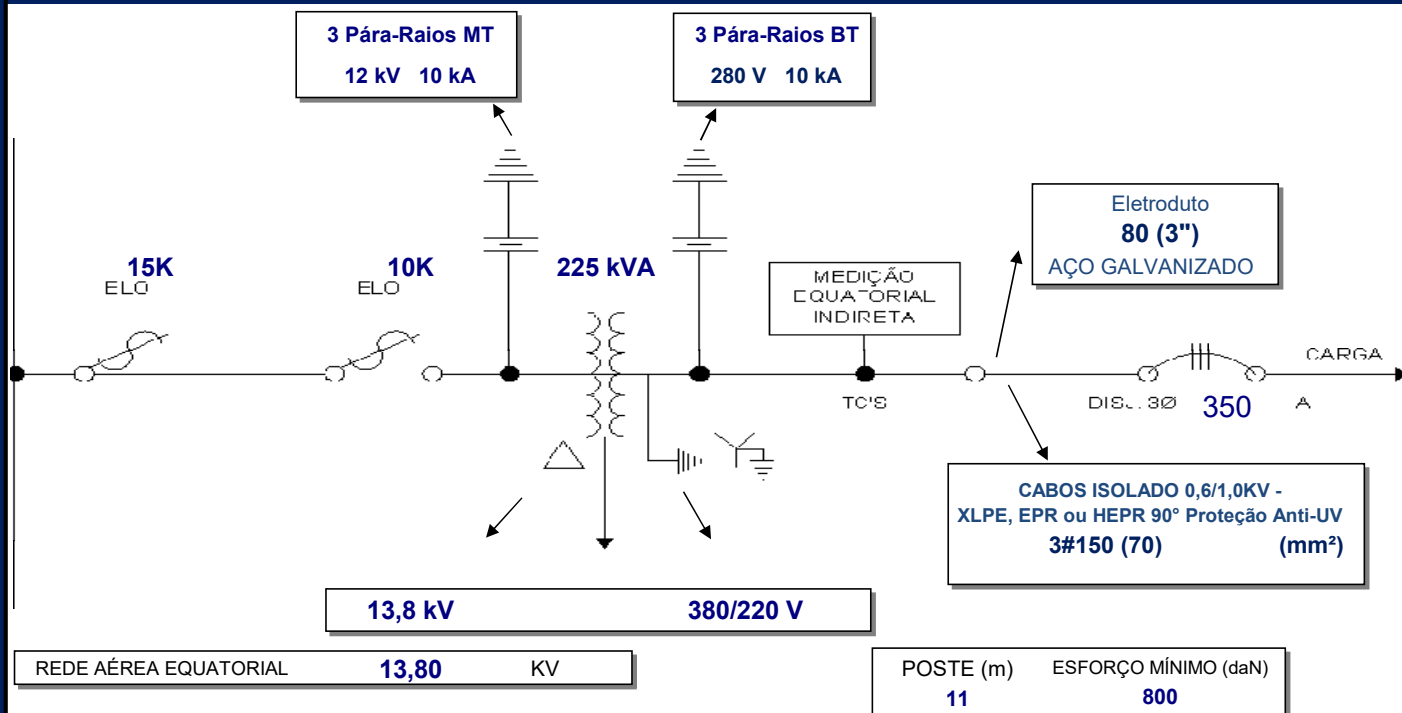 3 Pára-Raios MT
12 kV 10 kA
3 Pára-Raios BT
280 V 10 kA
Eletroduto
80 (3")
AÇO GALVANIZADO
15K
ELO
10K
ELO
225 kVA
MEDIÇÃO
EQUATORIAL
INDIRETA
TC'S
DISJ. 3Ø 350 A
CARGA
CABOS ISOLADO 0,6/1,0KV -
XLPE, EPR ou HEPR 90° Proteção Anti-UV
3#150 (70) (mm²)
13,8 kV 380/220 V
REDE AÉREA EQUATORIAL 13,80 KV
POSTE (m) ESFORÇO MÍNIMO (daN)
11 800